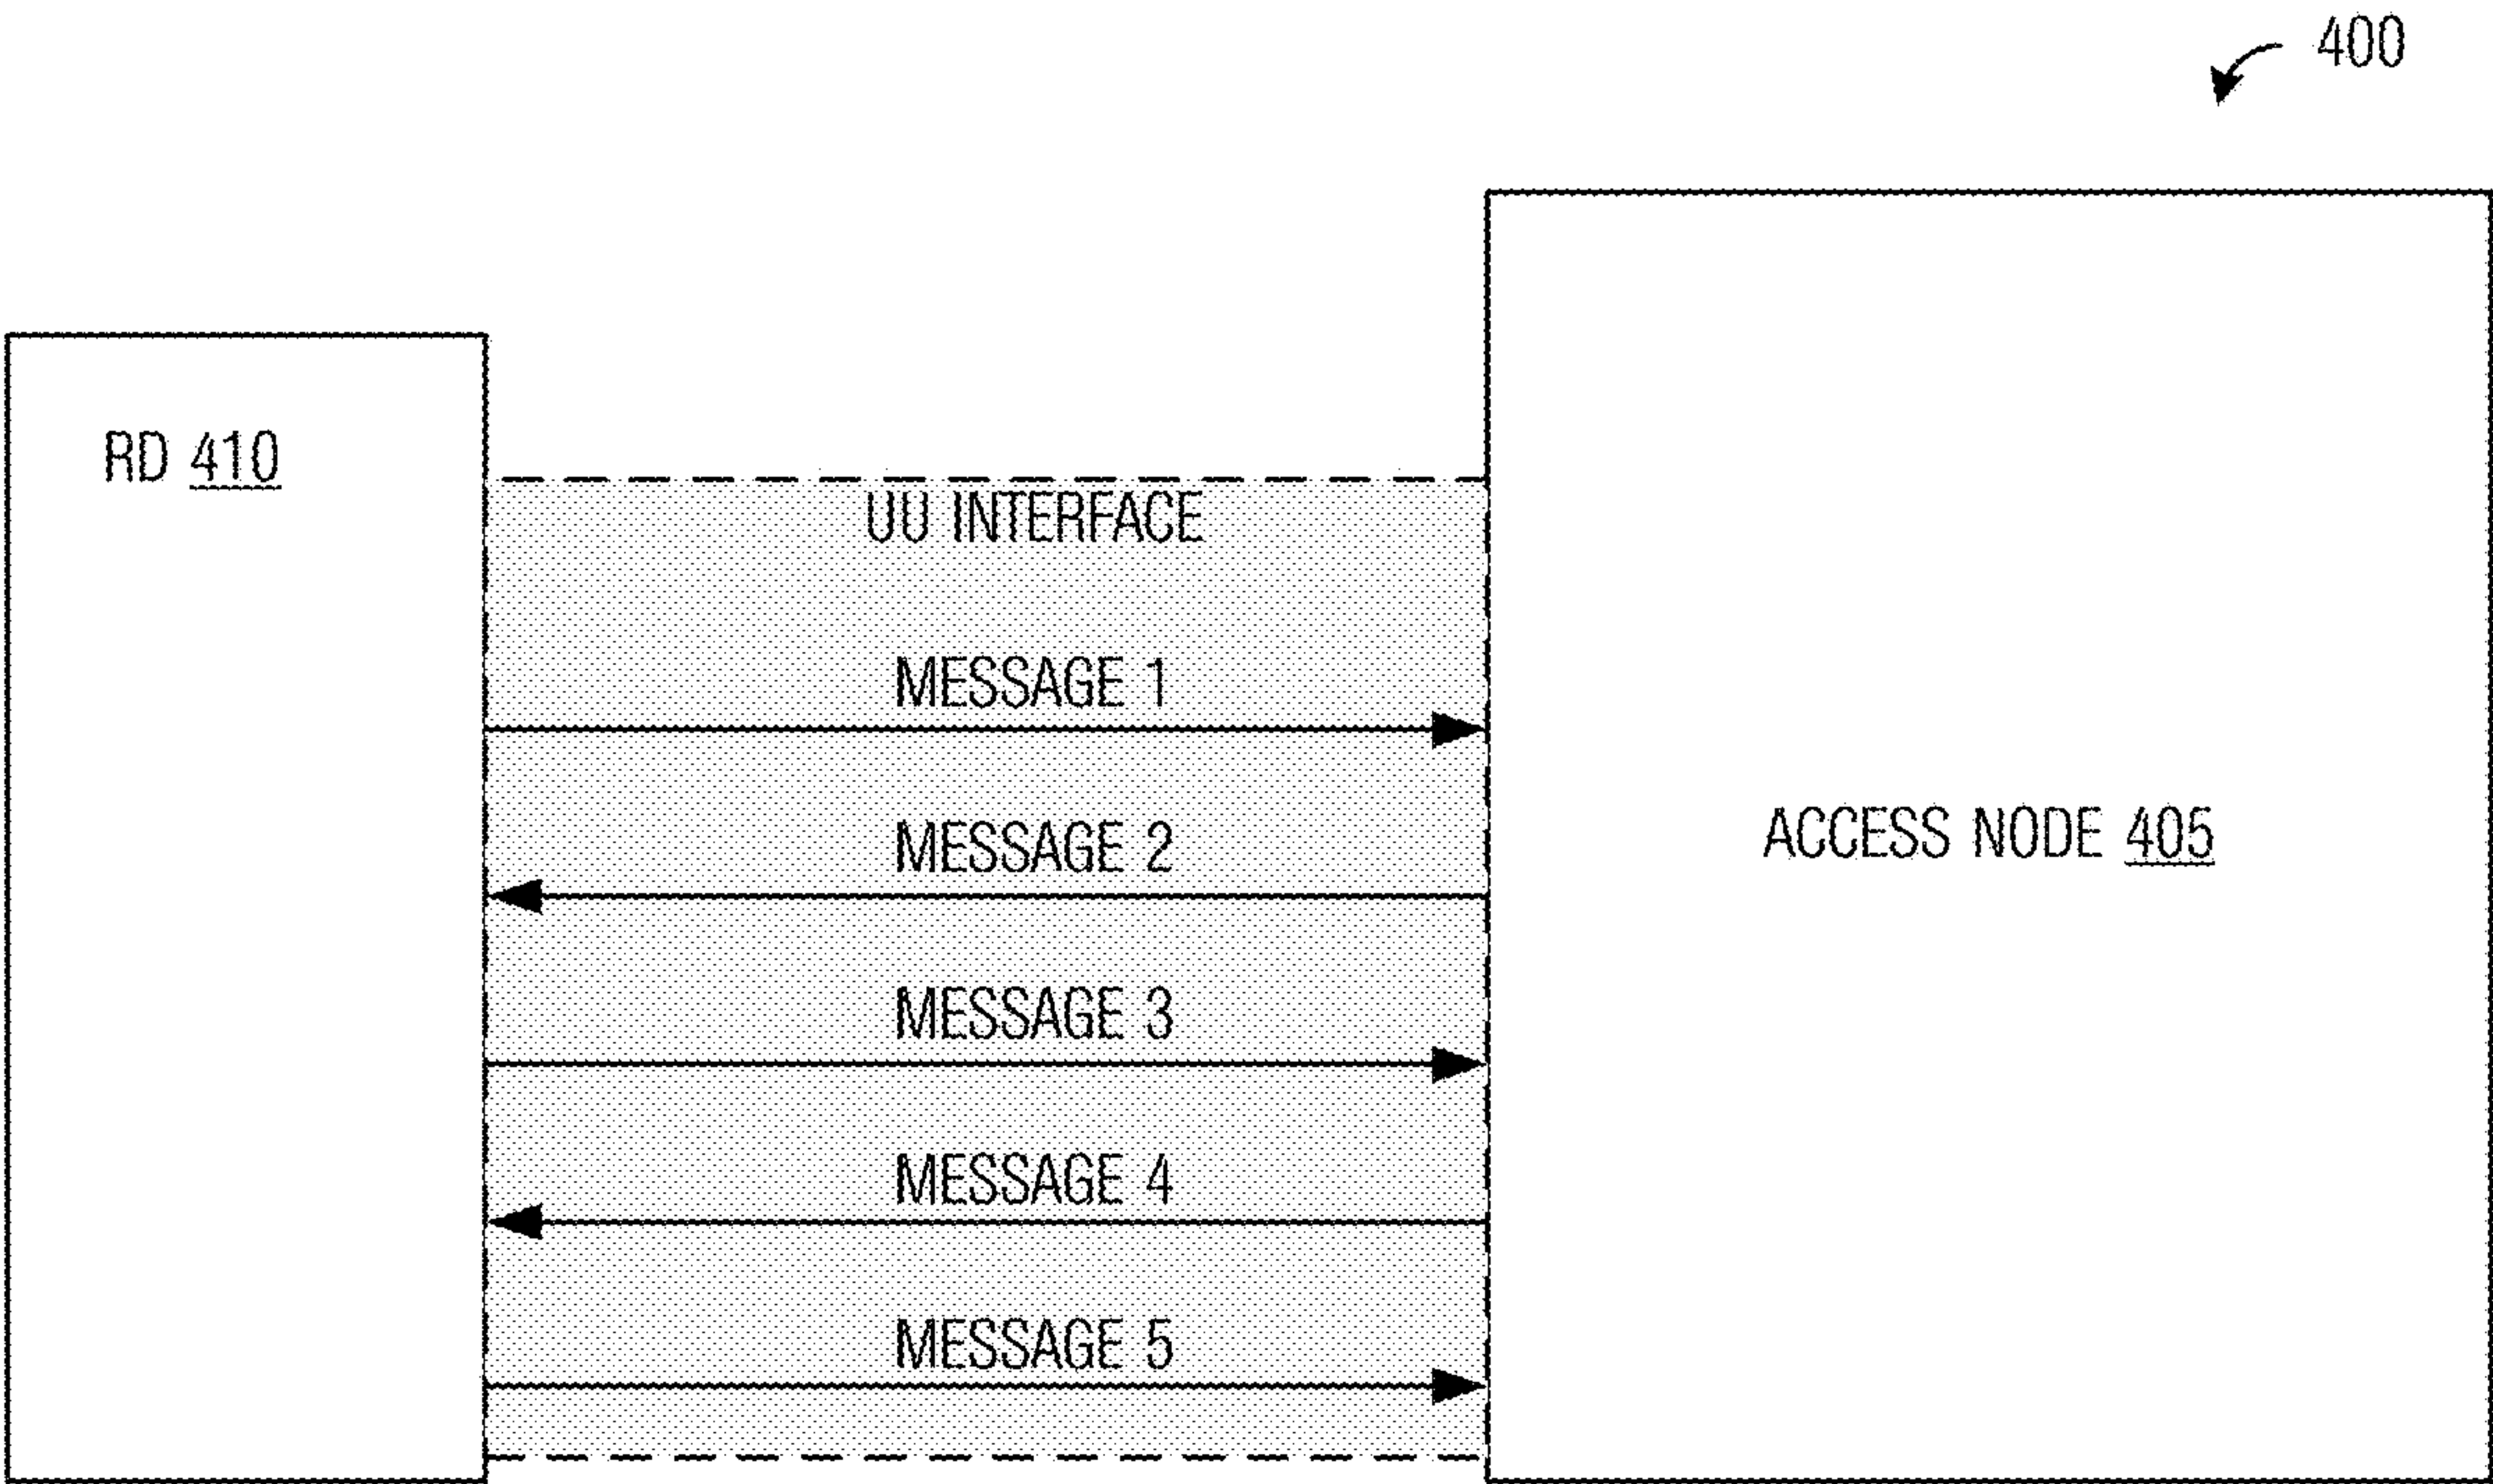 400
RD 410
UU INTERFACE
MESSAGE 1
MESSAGE 2
ACCESS NODE 405
MESSAGE 3
MESSAGE 4
MESSAGE 5